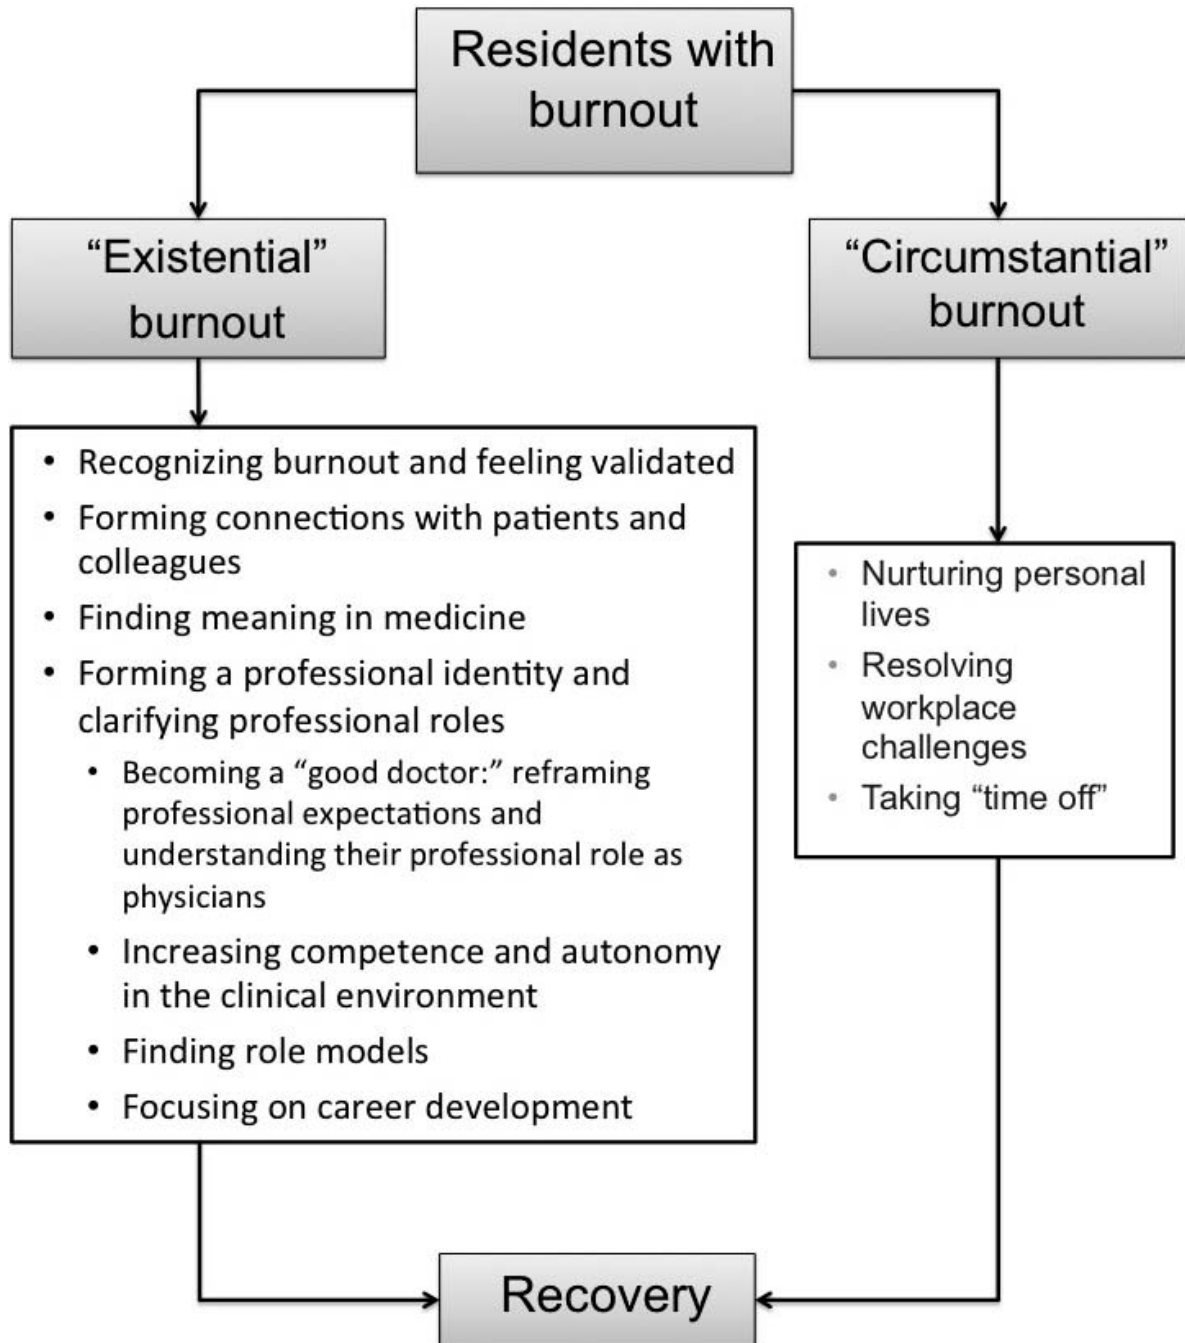 Residents with
burnout
“Existential”
burnout
“Circumstantial”
burnout
• Recognizing burnout and feeling validated
• Forming connections with patients and
colleagues
• Finding meaning in medicine
• Forming a professional identity and
clarifying professional roles
• Becoming a “good doctor:” reframing
professional expectations and
understanding their professional role as
physicians
• Increasing competence and autonomy
in the clinical environment
• Finding role models
• Focusing on career development
• Nurturing personal
lives
• Resolving
workplace
challenges
• Taking “time off”
Recovery